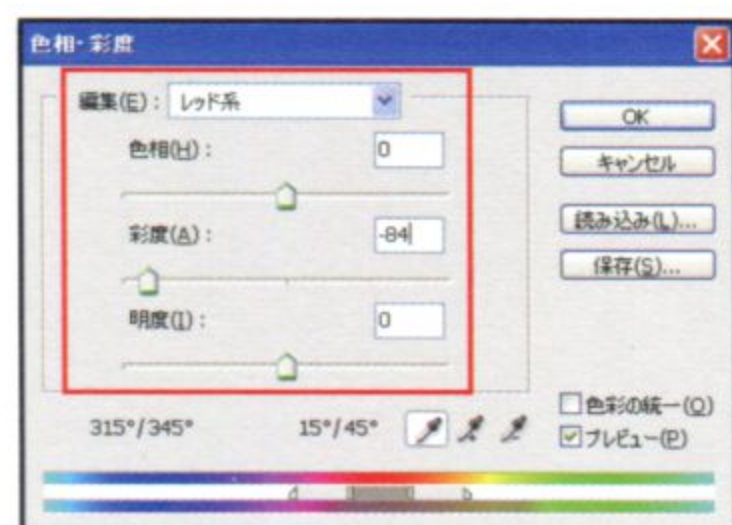 色相・彩度
編集(E)： レッド系
OK
色相(H)： 0
キャンセル
彩度(A)： -84
読み込み(L)...
保存(S)...
明度(I)： 0
色彩の統一(O)
315°/345° 15°/45°
プレビュー(P)